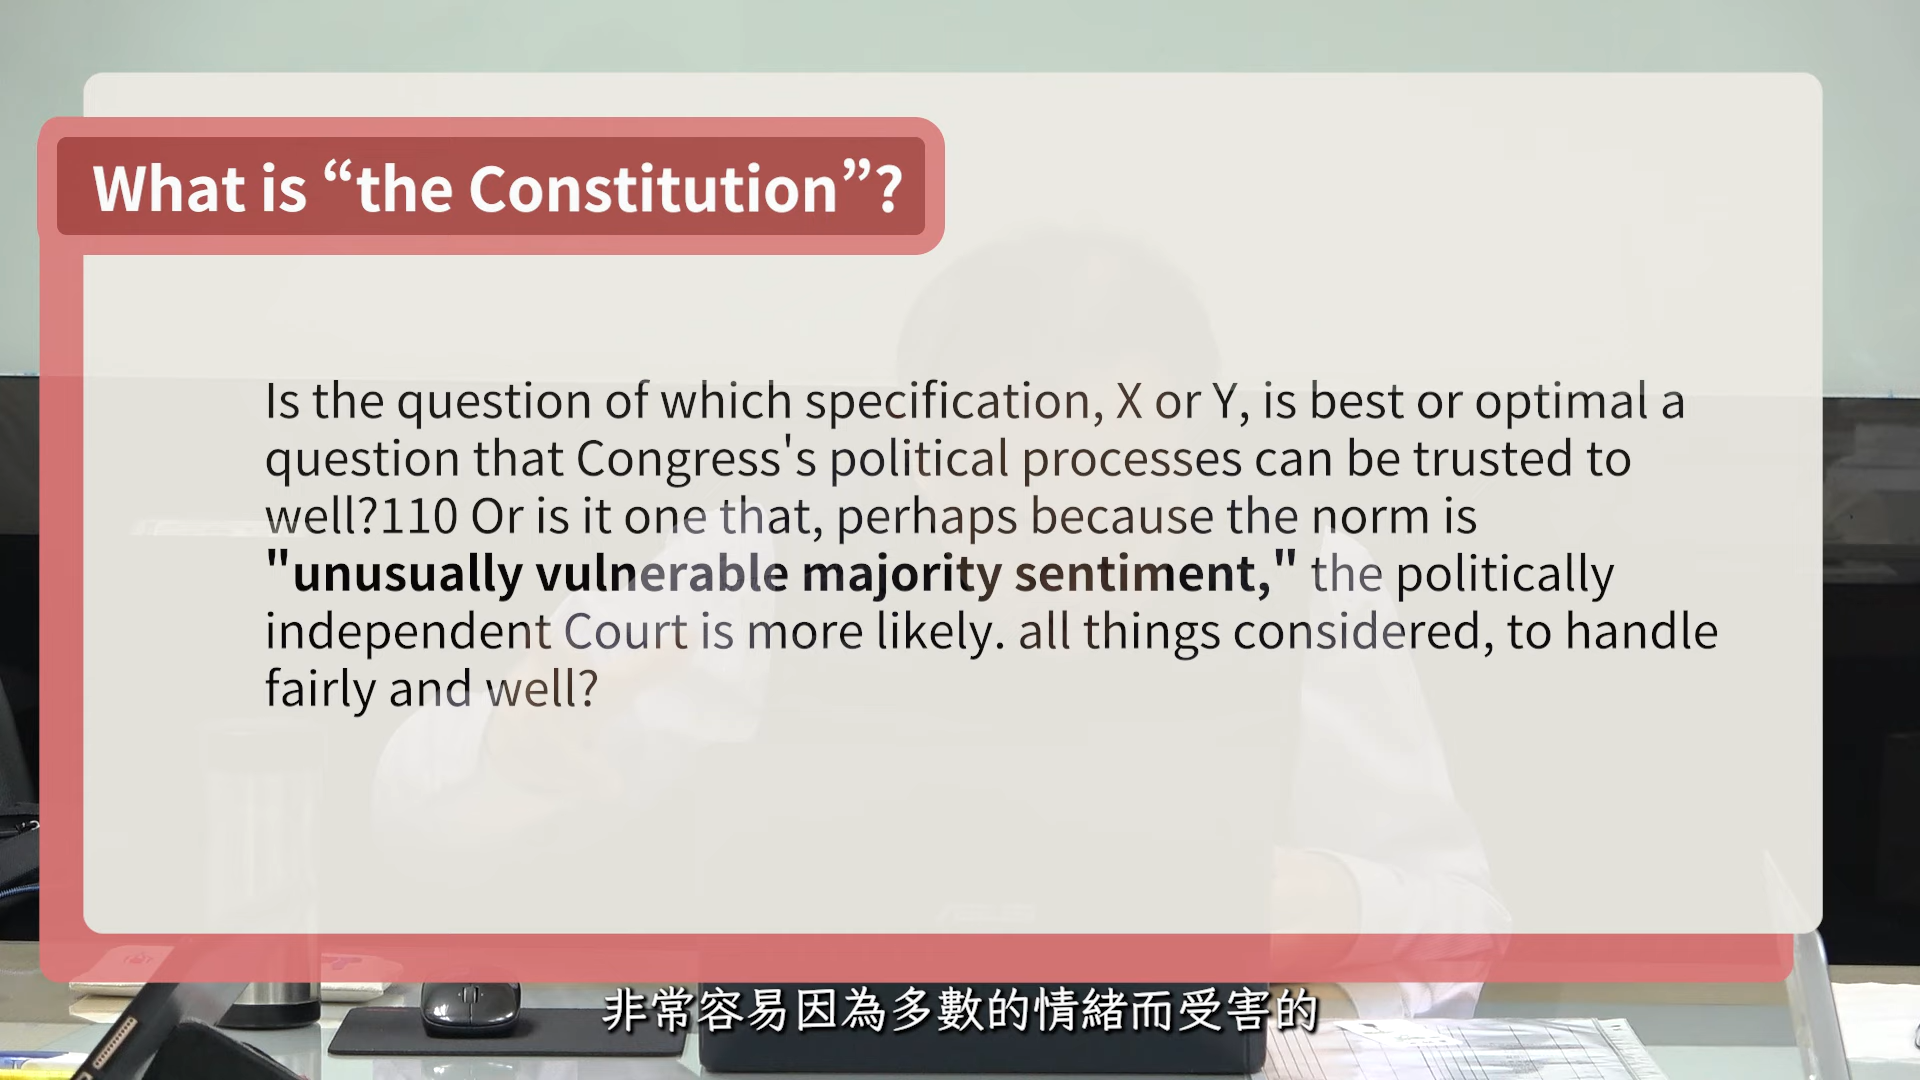 What is “the Constitution”?
Is the question of which specification, X or Y, is best or optimal a
question that Congress's political processes can be trusted to
well?110 Or is it one that, perhaps because the norm is
"unusually vulnerable majority sentiment," the politically
independent Court is more likely. all things considered, to handle
fairly and well?
非常容易因為多數的情緒而受害的